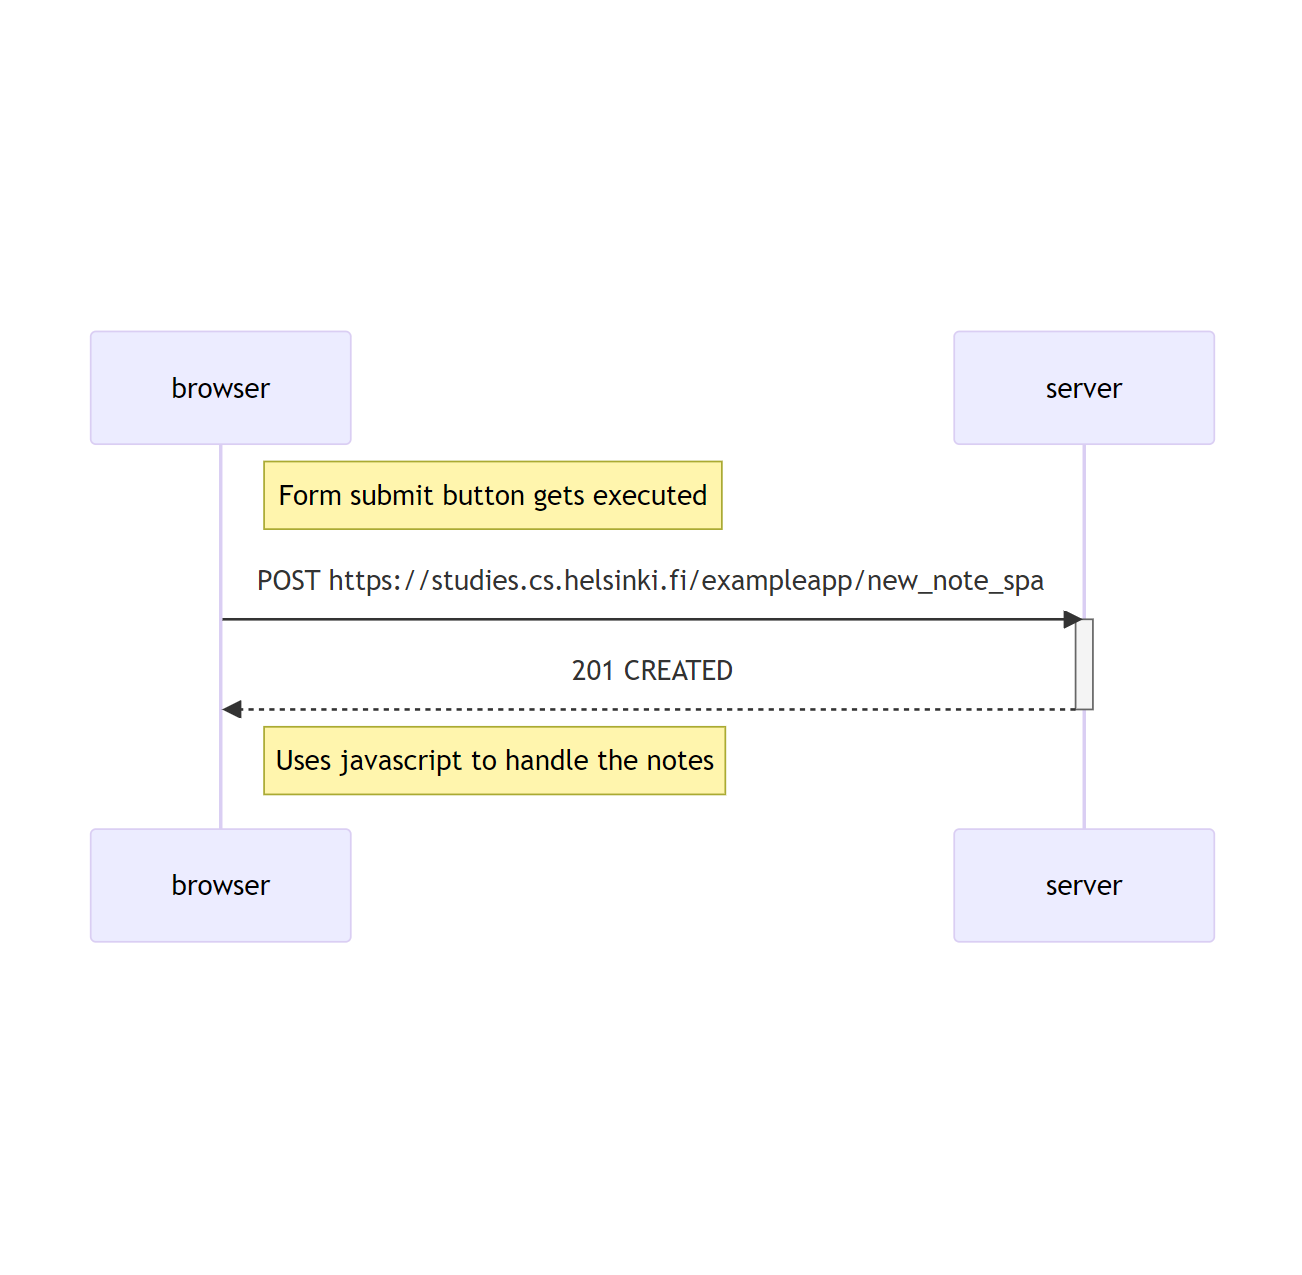 browser
server
Form submit button gets executed
POST https://studies.cs.helsinki.fi/exampleapp/new_note_spa
201 CREATED
Uses javascript to handle the notes
browser
server